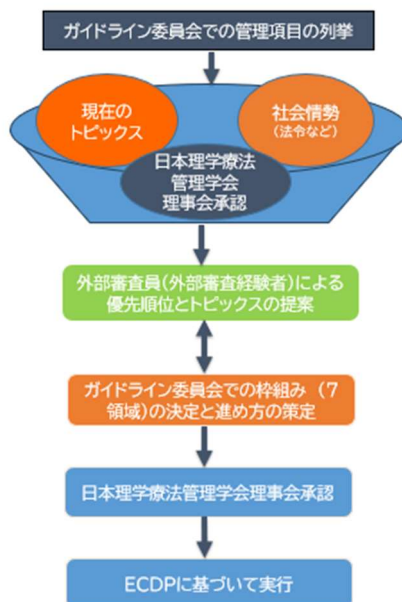 ガイドライン委員会での管理項目の列挙
現在の
トピックス
社会情勢
(法令など)
日本理学療法
管理学会
理事会承認
外部審査員(外部審査経験者)による
優先順位とトピックスの提案
ガイドライン委員会での枠組み (7
領域)の決定と進め方の策定
日本理学療法管理学会理事会承認
ECDPに基づいて実行